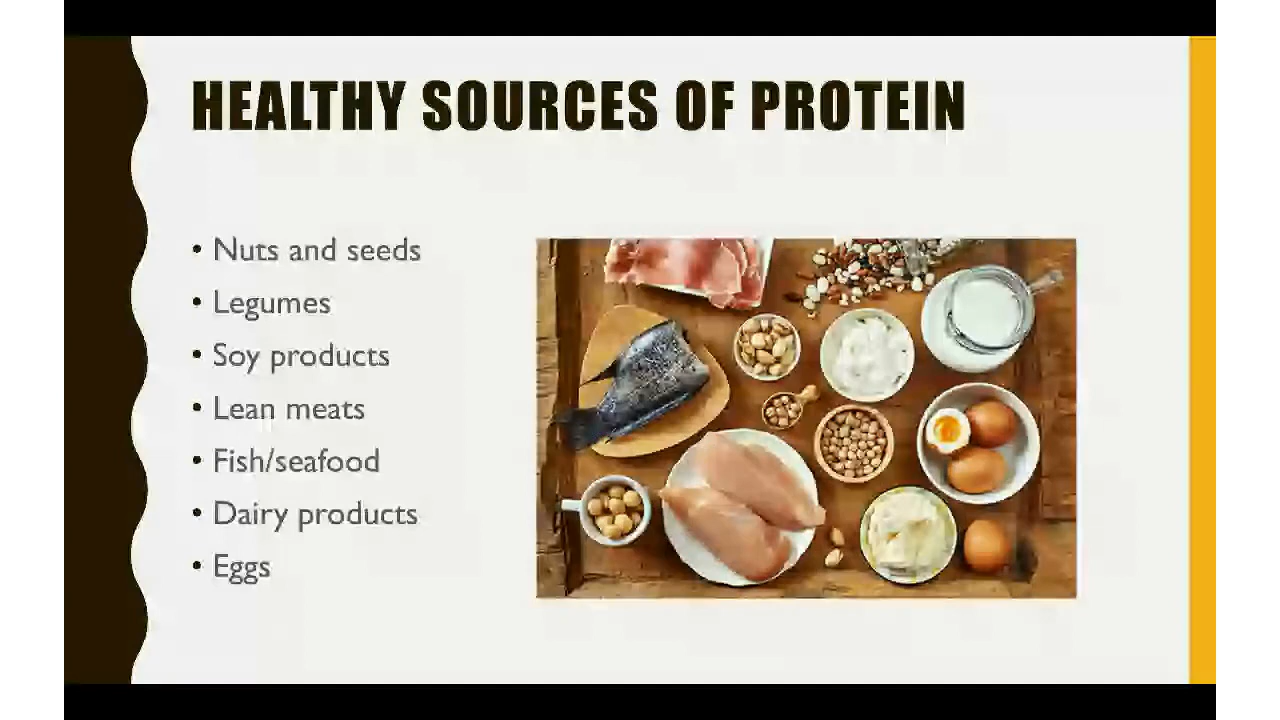 HEALTHY SOURCES OF PROTEIN
• Nuts and seeds
• Legumes
• Soy products
• Lean meats
• Fish/seafood
• Dairy products
• Eggs